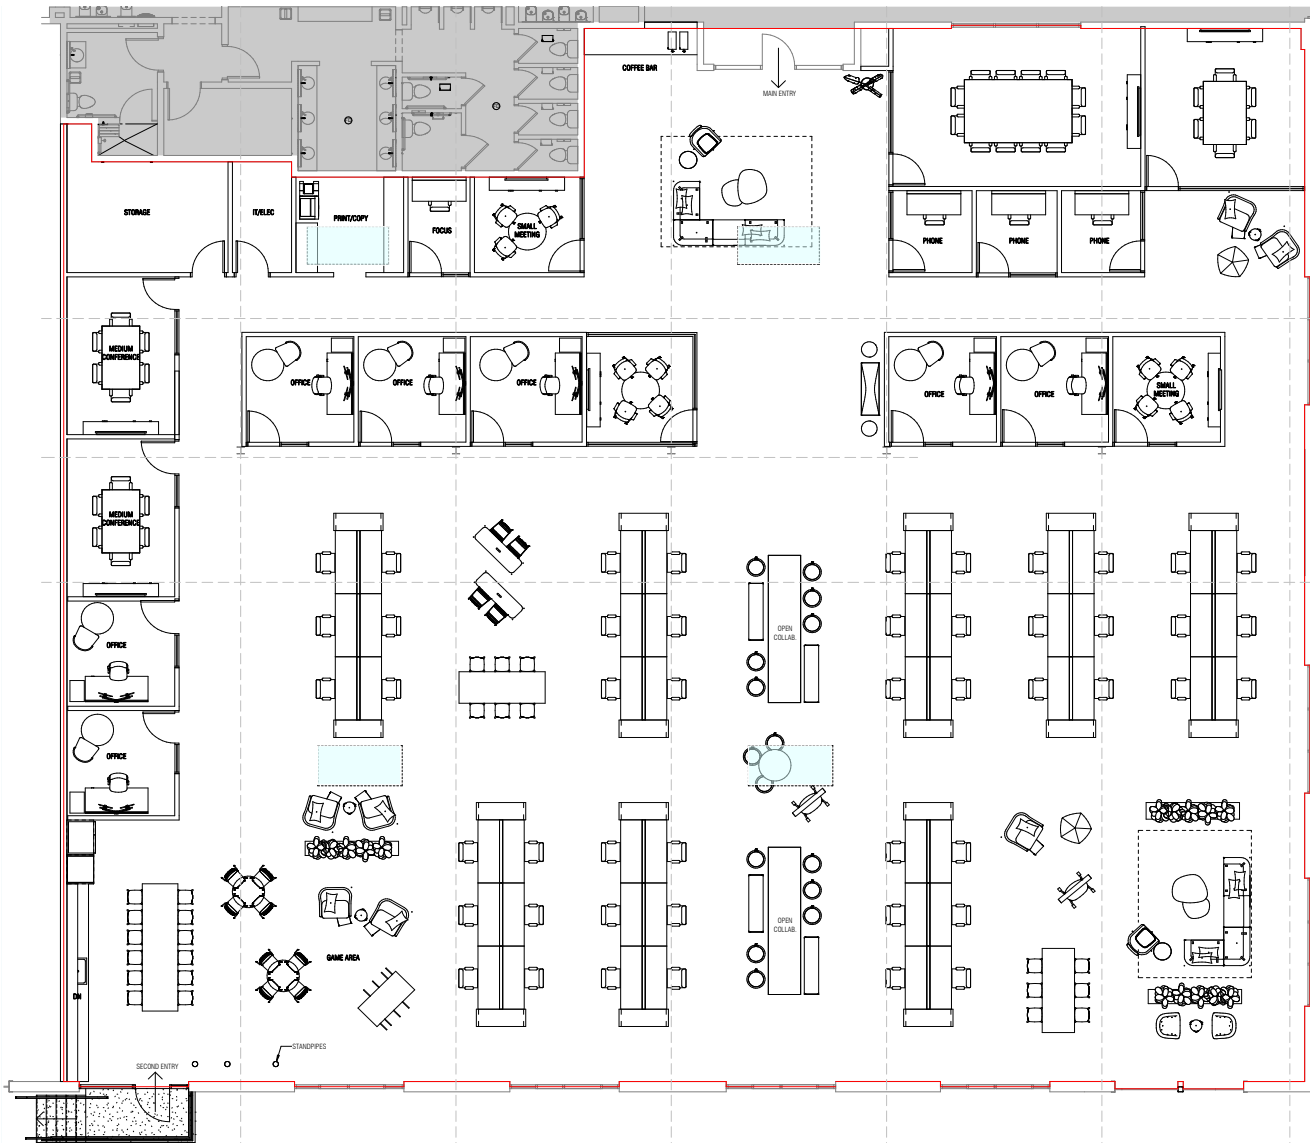 COFFEE BAR
MAIN ENTRY
STORAGE
IT/ELEC
PRINT/COPY
FOCUS
SMALL
MEETING
PHONE
PHONE
PHONE
MEDIUM
CONFERENCE
OFFICE
OFFICE
OFFICE
OFFICE
OFFICE
SMALL
MEETING
MEDIUM
CONFERENCE
OFFICE
OPEN
COLLAB.
OFFICE
OPEN
COLLAB.
GAME AREA
DW
STANDPIPES
SECOND ENTRY